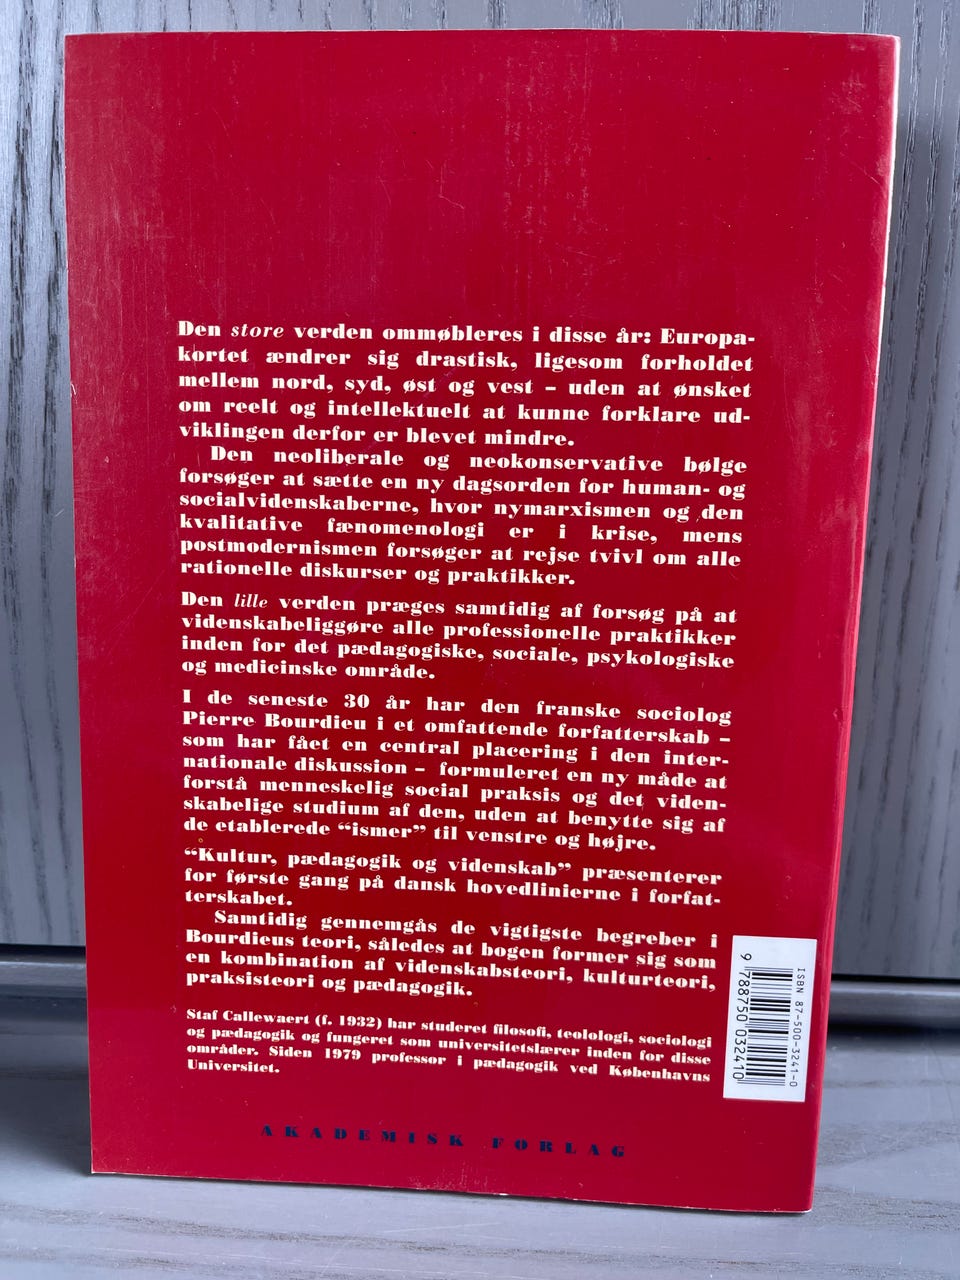 Den store verden ommøbleres i disse år: Europa-
kortet ændrer sig drastisk, ligesom forholdet
mellem nord, syd, øst og vest – uden at ønsket
om reelt og intellektuelt at kunne forklare ud-
viklingen derfor er blevet mindre.
Den neoliberale og neokonservative bølge
forsøger at sætte en ny dagsorden for human- og
socialvidenskaberne, hvor nymarxismen og den
kvalitative fænomenologi er i krise, mens
postmodernismen forsøger at rejse tvivl om alle
rationelle diskurser og praktikker.
Den lille verden præges samtidig af forsøg på at
videnskabeliggøre alle professionelle praktikker
inden for det pædagogiske, sociale, psykologiske
og medicinske område.
I de seneste 30 år har den franske sociolog
Pierre Bourdieu i et omfattende forfatterskab –
som har fået en central placering i den inter-
nationale diskussion – formuleret en ny måde at
forstå menneskelig social praksis og det viden-
skabelige studium af den, uden at benytte sig af
de etablerede “ismer” til venstre og højre.
“Kultur, pædagogik og videnskab” præsenterer
for første gang på dansk hovedlinierne i forfat-
terskabet.
Samtidig gennemgås de vigtigste begreber i
Bourdieus teori, således at bogen former sig som
en kombination af videnskabsteori, kulturteori,
praksisteori og pædagogik.
Staf Callewaert (f. 1932) har studeret filosofi, teolologi, sociologi
og pædagogik og fungeret som universitetslærer inden for disse
områder. Siden 1979 professor i pædagogik ved Københavns
Universitet.
ISBN 87-500-3241-0
9 788750 032410
AKADEMISK FORLAG